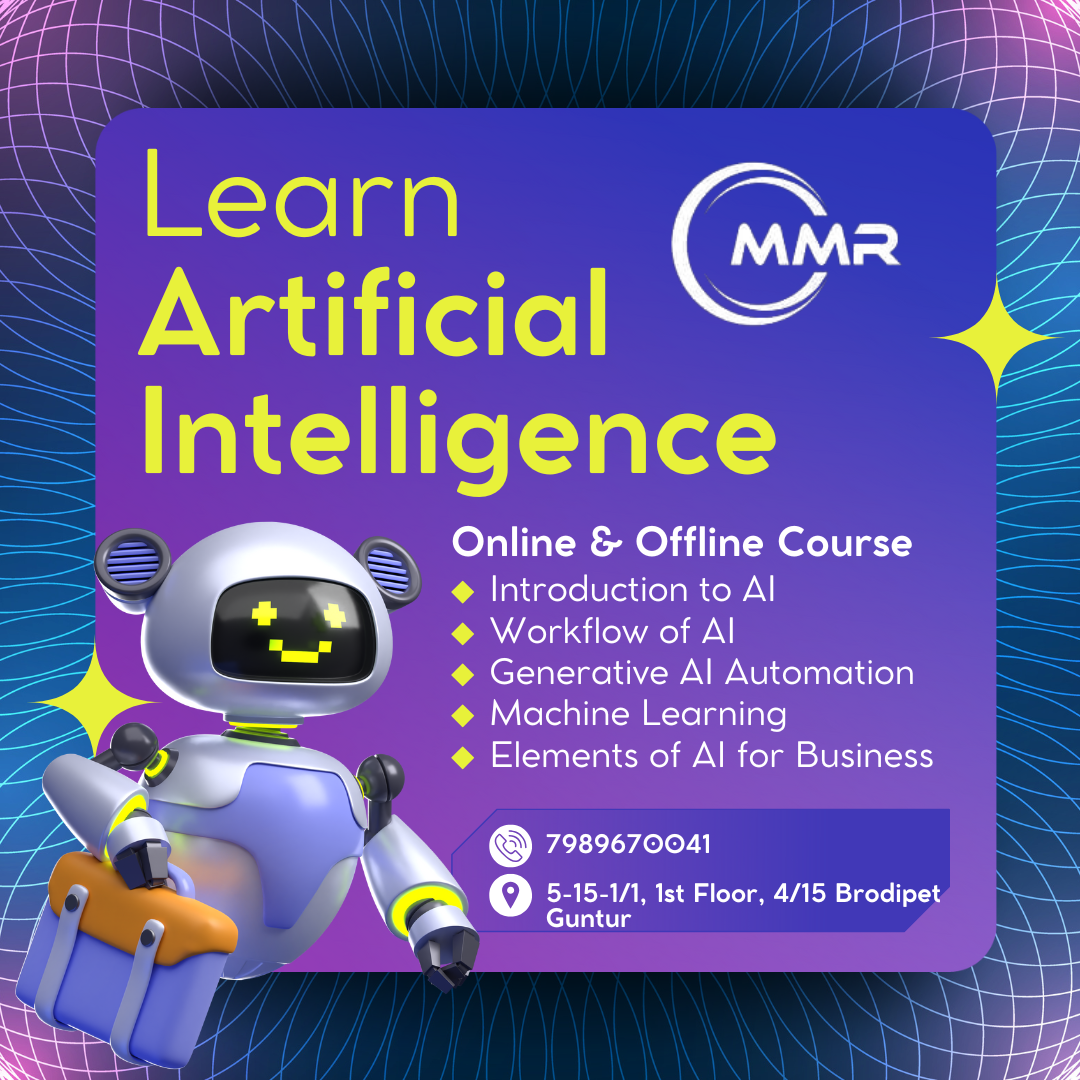 Learn
Artificial
Intelligence
MMR
Online & Offline Course
Introduction to AI
Workflow of AI
Generative AI Automation
Machine Learning
Elements of AI for Business
7989670041
5-15-1/1, 1st Floor, 4/15 Brodipet
Guntur